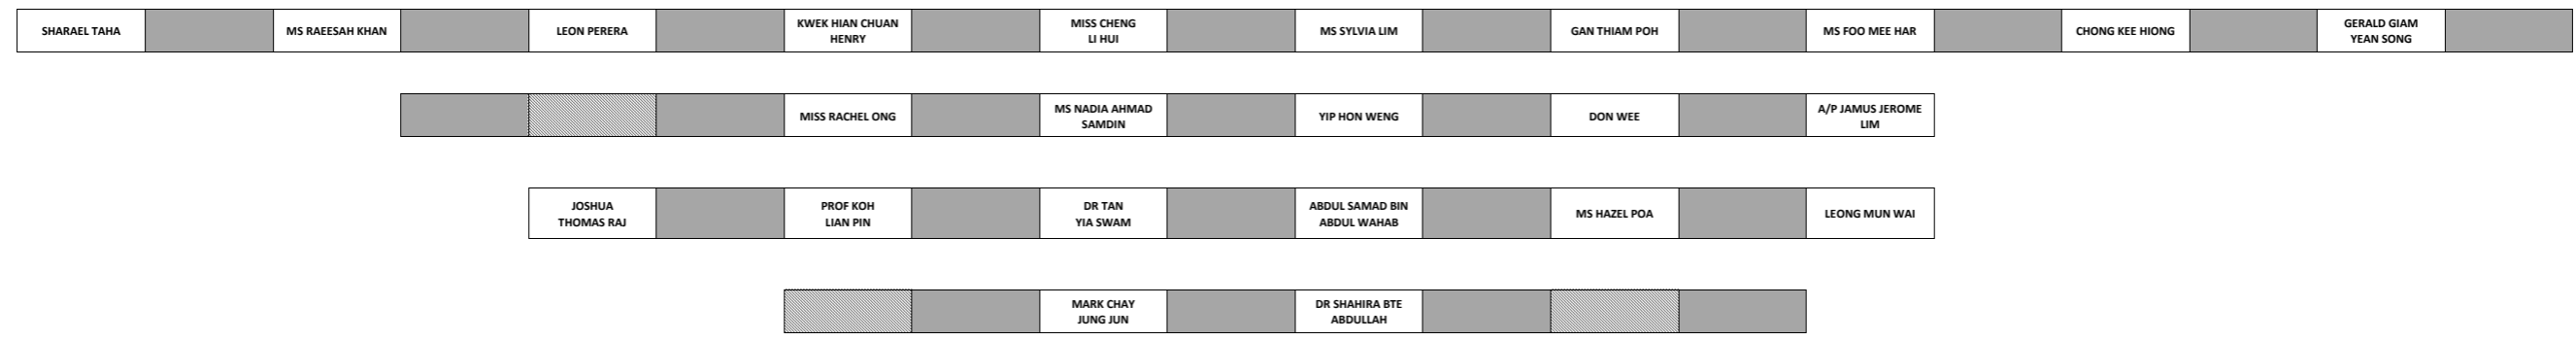 SHARAEL TAHA
MS RAEESAH KHAN
LEON PERERA
KWEK HIAN CHUAN
HENRY
MISS CHENG
LI HUI
MS SYLVIA LIM
GAN THIAM POH
MS FOO MEE HAR
CHONG KEE HIONG
GERALD GIAM
YEAN SONG
MISS RACHEL ONG
MS NADIA AHMAD
SAMDIN
YIP HON WENG
DON WEE
A/P JAMUS JEROME
LIM
JOSHUA
THOMAS RAJ
PROF KOH
LIAN PIN
DR TAN
YIA SWAM
ABDUL SAMAD BIN
ABDUL WAHAB
MS HAZEL POA
LEONG MUN WAI
MARK CHAY
JUNG JUN
DR SHAHIRA BTE
ABDULLAH